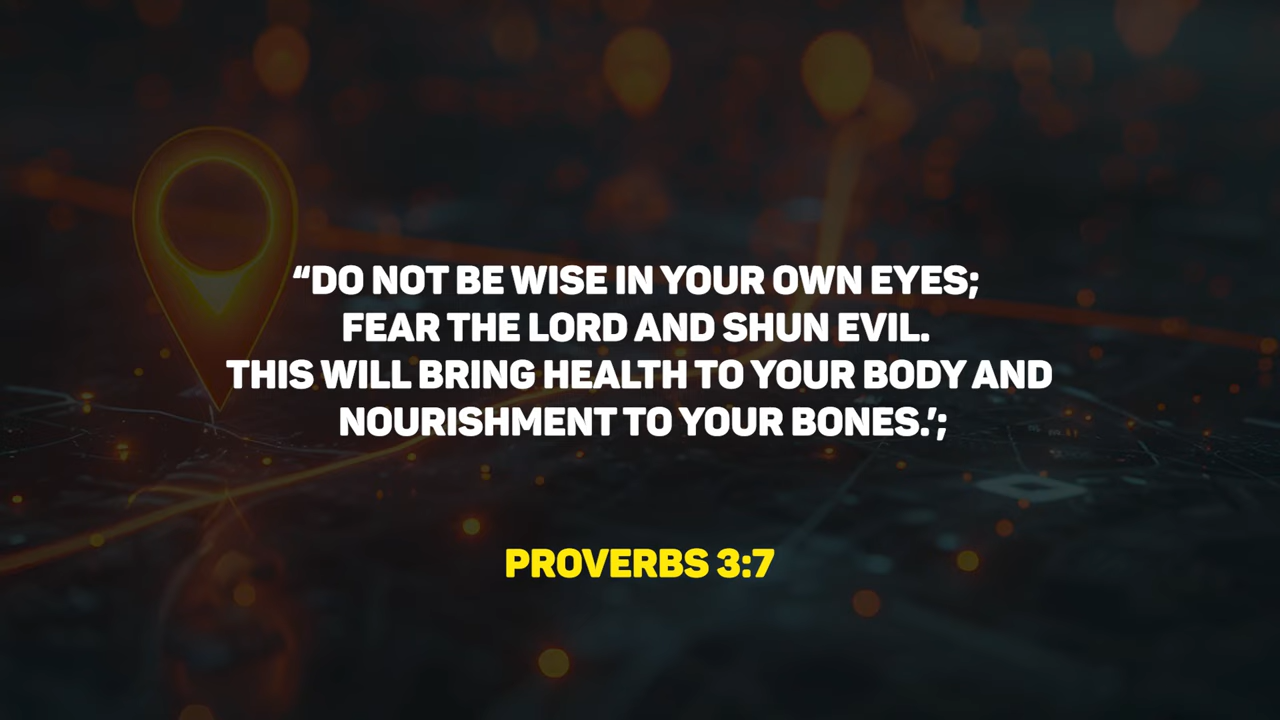 “DO NOT BE WISE IN YOUR OWN EYES;
FEAR THE LORD AND SHUN EVIL.
THIS WILL BRING HEALTH TO YOUR BODY AND
NOURISHMENT TO YOUR BONES.’;
PROVERBS 3:7